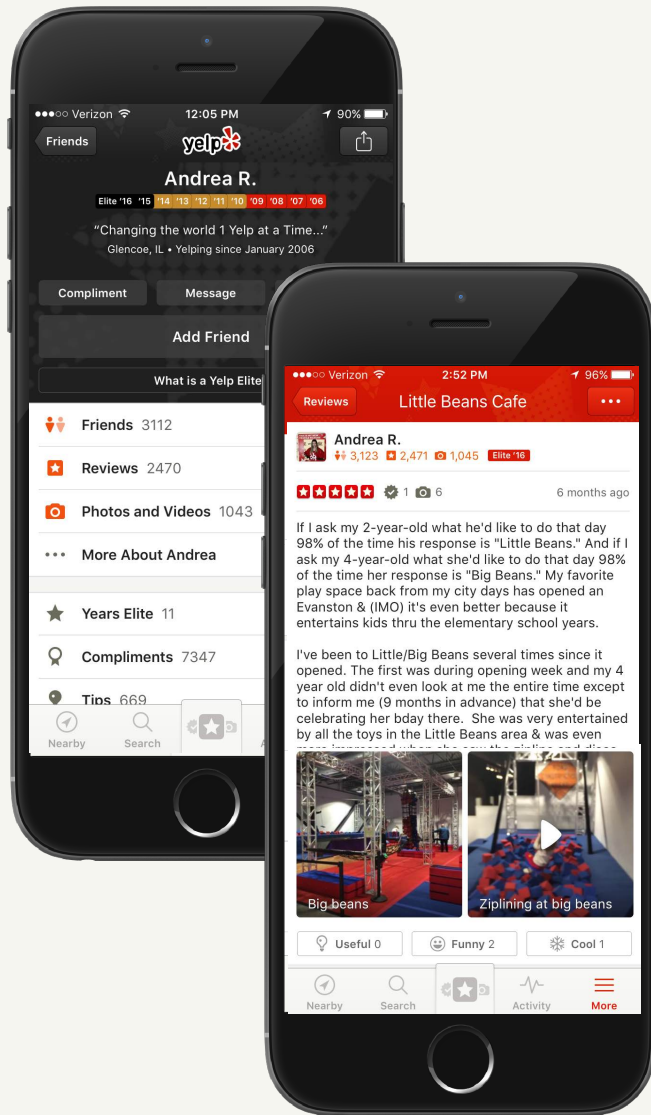 Verizon 12:05 PM 90%
Friends
yelp
Andrea R.
Elite '16 '15 '14 '13 '12 '11 '10 '09 '08 '07 '06
"Changing the world 1 Yelp at a Time..."
Glencoe, IL • Yelping since January 2006
Compliment Message
Add Friend
What is a Yelp Elite
Friends 3112
Reviews 2470
Photos and Videos 1043
More About Andrea
Years Elite 11
Compliments 7347
Tips 669
Nearby Search
Verizon 2:52 PM 96%
Reviews Little Beans Cafe
Andrea R.
3,123 2,471 1,045 Elite '16
1 6 6 months ago
If I ask my 2-year-old what he'd like to do that day
98% of the time his response is "Little Beans." And if I
ask my 4-year-old what she'd like to do that day 98%
of the time her response is "Big Beans." My favorite
play space back from my city days has opened an
Evanston & (IMO) it's even better because it
entertains kids thru the elementary school years.
I've been to Little/Big Beans several times since it
opened. The first was during opening week and my 4
year old didn't even look at me the entire time except
to inform me (9 months in advance) that she'd be
celebrating her bday there. She was very entertained
by all the toys in the Little Beans area & was even
more impressed when she saw the zipline and disco
Big beans
Ziplining at big beans
Useful 0 Funny 2 Cool 1
Nearby Search Activity More